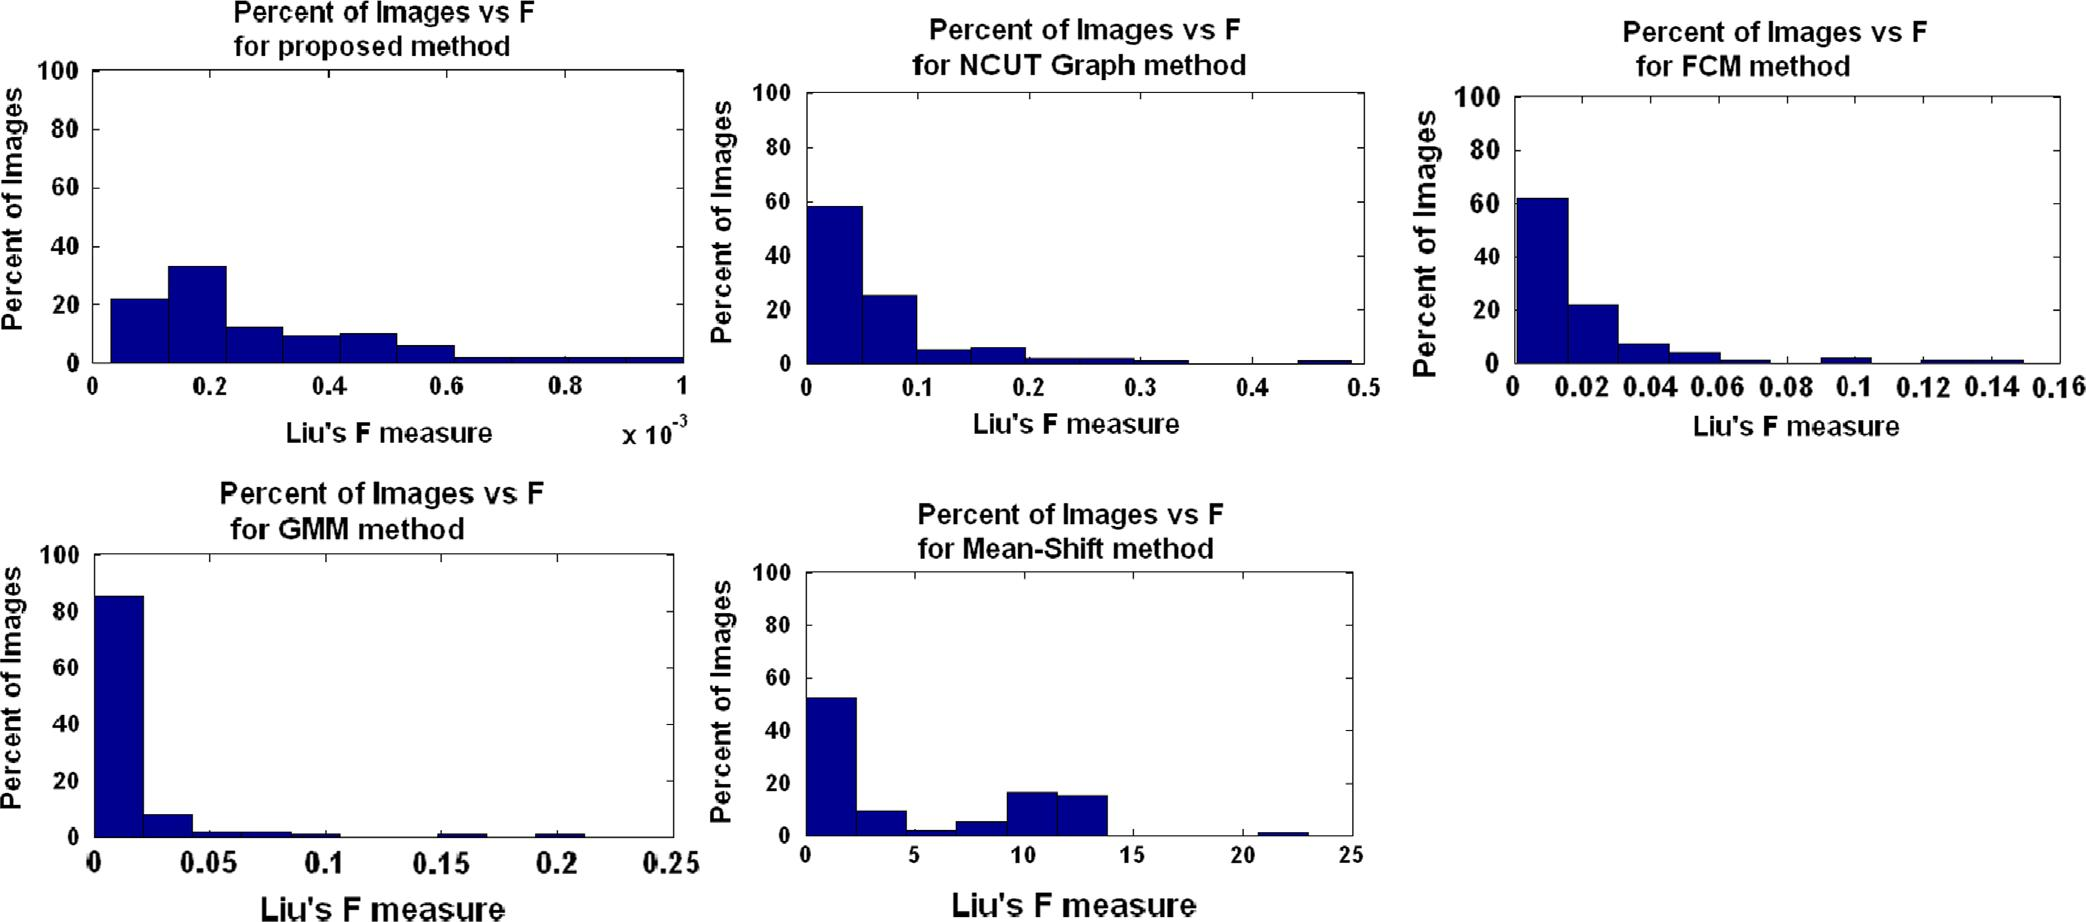 Percent of Images vs F
for proposed method
100
80
60
40
20
0
Percent of Images
0 0.2 0.4 0.6 0.8 1
Liu's F measure
x 10-3
Percent of Images vs F
for NCUT Graph method
100
80
60
40
20
0
Percent of Images
0 0.1 0.2 0.3 0.4 0.5
Liu's F measure
Percent of Images vs F
for FCM method
100
80
60
40
20
0
Percent of Images
0 0.02 0.04 0.06 0.08 0.1 0.12 0.14 0.16
Liu's F measure
Percent of Images vs F
for GMM method
100
80
60
40
20
0
Percent of Images
0 0.05 0.1 0.15 0.2 0.25
Liu's F measure
Percent of Images vs F
for Mean-Shift method
100
80
60
40
20
0
Percent of Images
0 5 10 15 20 25
Liu's F measure